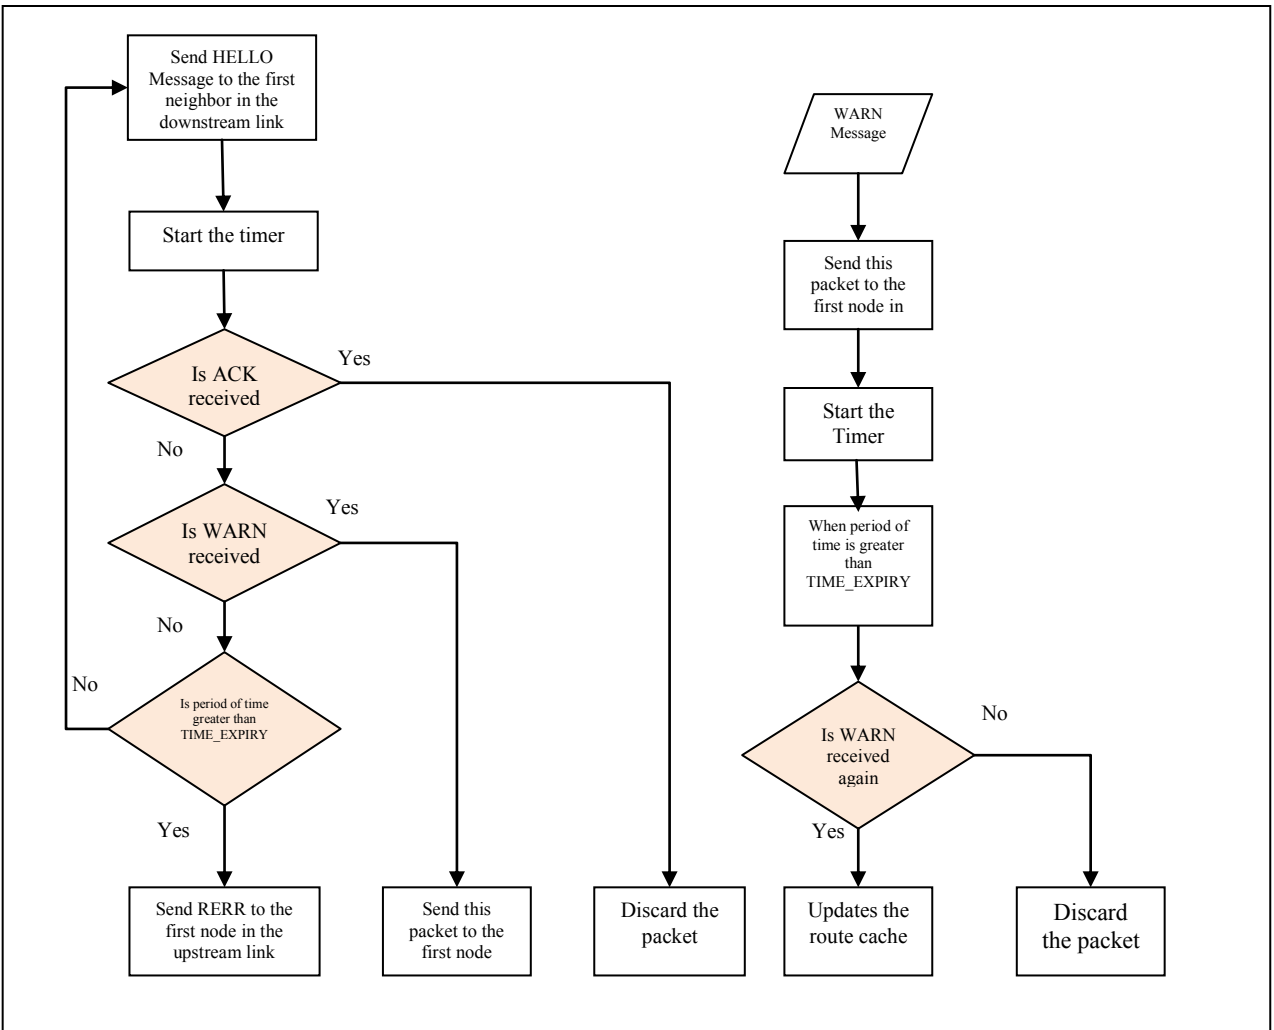 Send HELLO
Message to the first
neighbor in the
downstream link
Start the timer
Is ACK
received
Yes
No
Is WARN
received
Yes
No
Is period of time
greater than
TIME_EXPIRY
No
Yes
Send RERR to the
first node in the
upstream link
Send this
packet to the
first node
Discard the
packet
WARN
Message
Send this
packet to the
first node in
Start the
Timer
When period of
time is greater
than
TIME_EXPIRY
Is WARN
received
again
No
Yes
Updates the
route cache
Discard
the packet